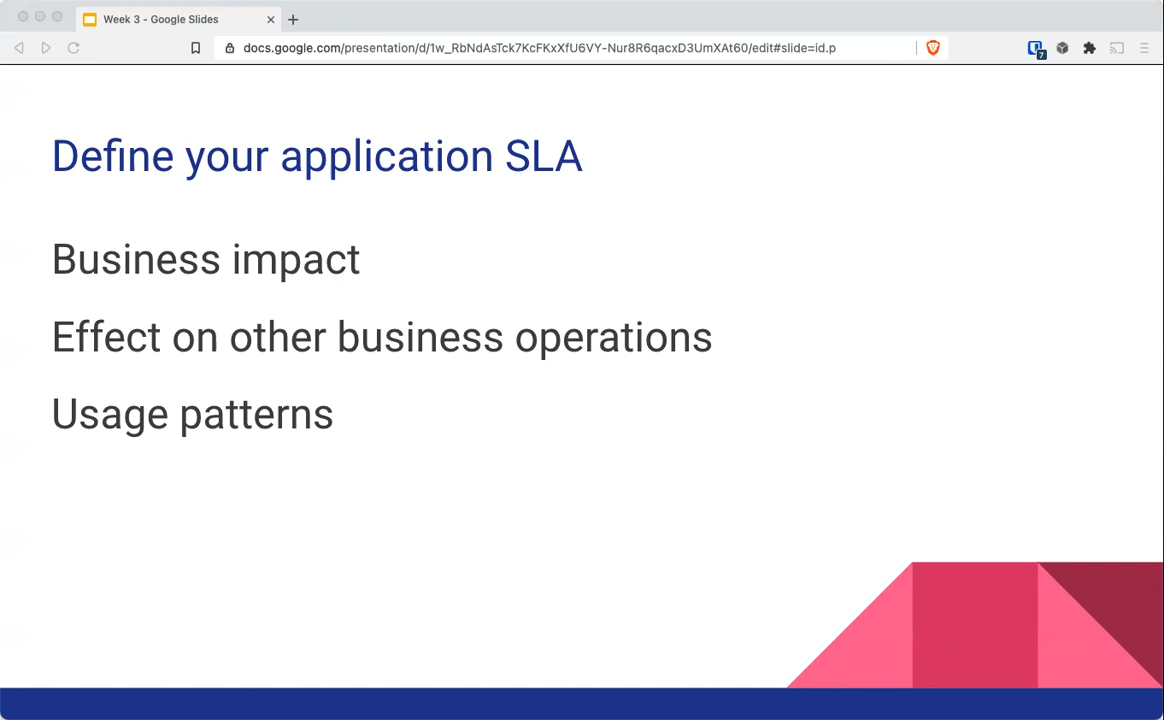 Week 3 - Google Slides
docs.google.com/presentation/d/1w_RbNdAsTck7KcFKxXfU6VY-Nur8R6qacxD3UmXAt60/edit#slide=id.p
7
Define your application SLA
Business impact
Effect on other business operations
Usage patterns